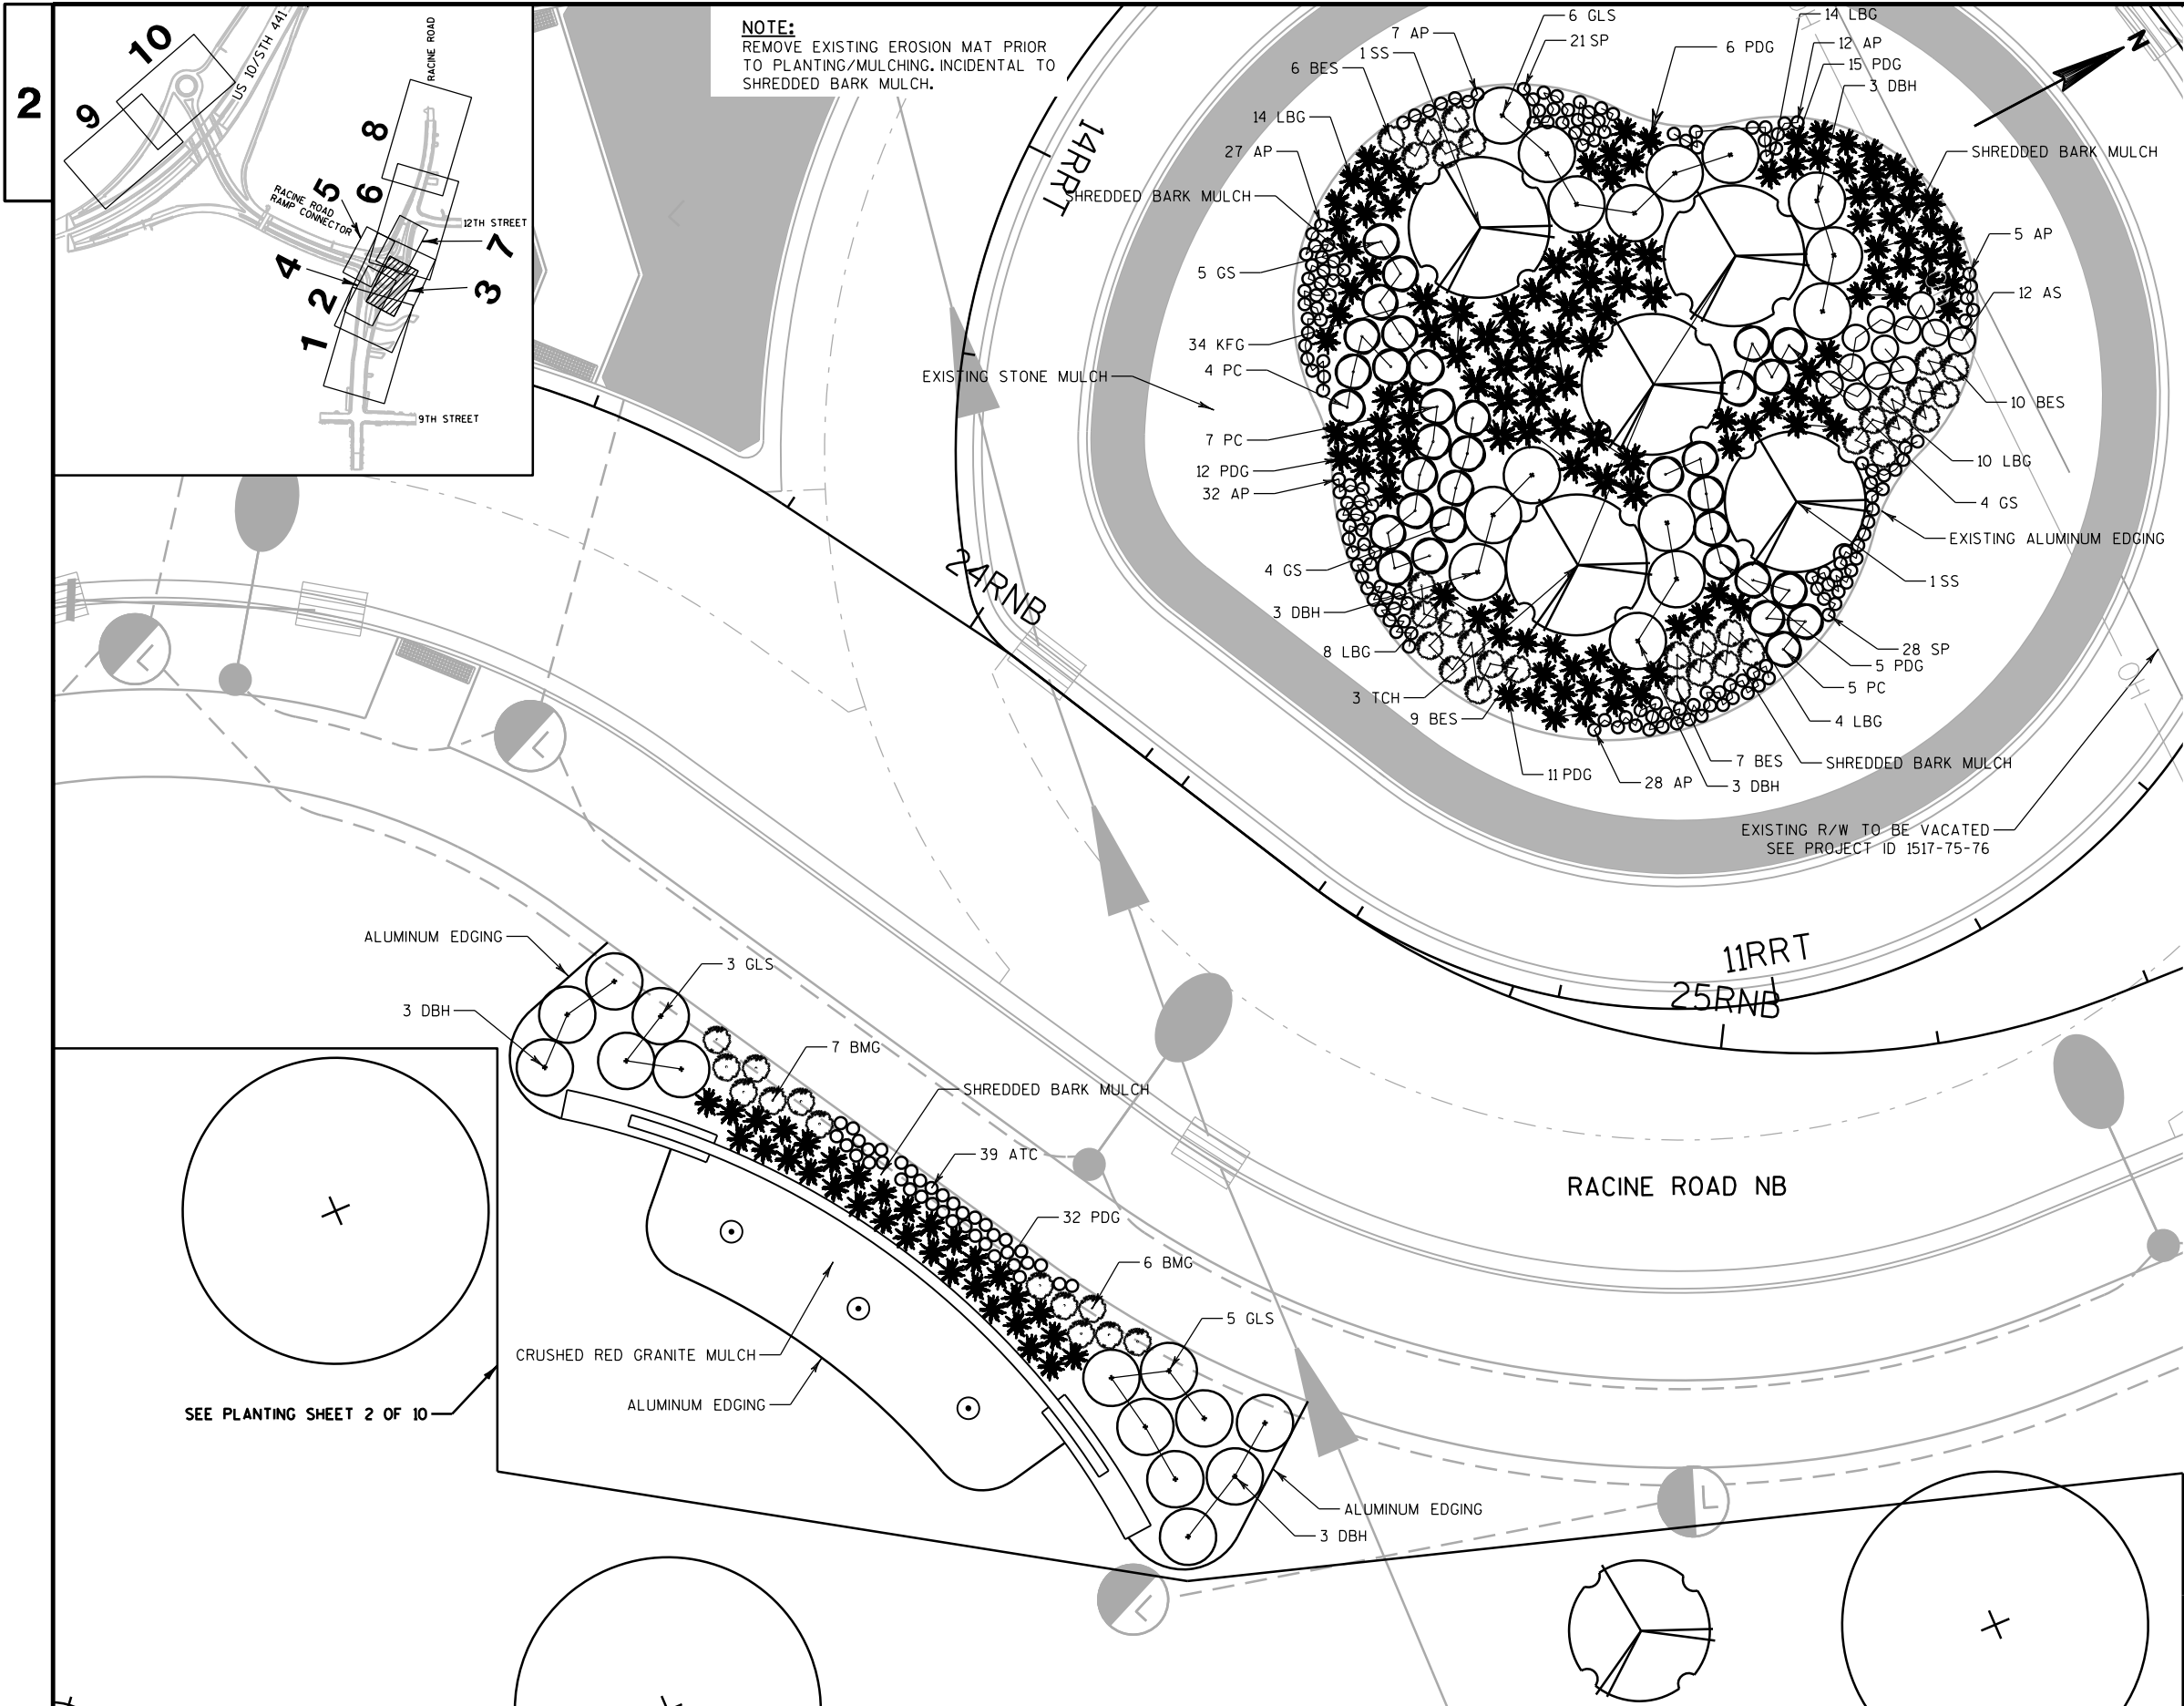 2
10
9
US 10/STH 441
RACINE ROAD
8
5
6
RACINE ROAD
RAMP CONNECTOR
12TH STREET
7
4
3
2
1
9TH STREET
NOTE:
REMOVE EXISTING EROSION MAT PRIOR
TO PLANTING/MULCHING. INCIDENTAL TO
SHREDDED BARK MULCH.
N
14RRT
24RNB
11RRT
25RNB
6 GLS
7 AP
21 SP
1 SS
6 BES
6 PDG
14 LBG
12 AP
15 PDG
3 DBH
14 LBG
27 AP
SHREDDED BARK MULCH
SHREDDED BARK MULCH
5 AP
5 GS
12 AS
34 KFG
4 PC
EXISTING STONE MULCH
10 BES
7 PC
12 PDG
32 AP
10 LBG
4 GS
EXISTING ALUMINUM EDGING
4 GS
1 SS
3 DBH
8 LBG
28 SP
5 PDG
5 PC
3 TCH
9 BES
4 LBG
7 BES
SHREDDED BARK MULCH
11 PDG
28 AP
3 DBH
EXISTING R/W TO BE VACATED
SEE PROJECT ID 1517-75-76
ALUMINUM EDGING
3 GLS
3 DBH
7 BMG
SHREDDED BARK MULCH
39 ATC
32 PDG
6 BMG
5 GLS
RACINE ROAD NB
CRUSHED RED GRANITE MULCH
ALUMINUM EDGING
SEE PLANTING SHEET 2 OF 10
ALUMINUM EDGING
3 DBH
L
L
L
L
L